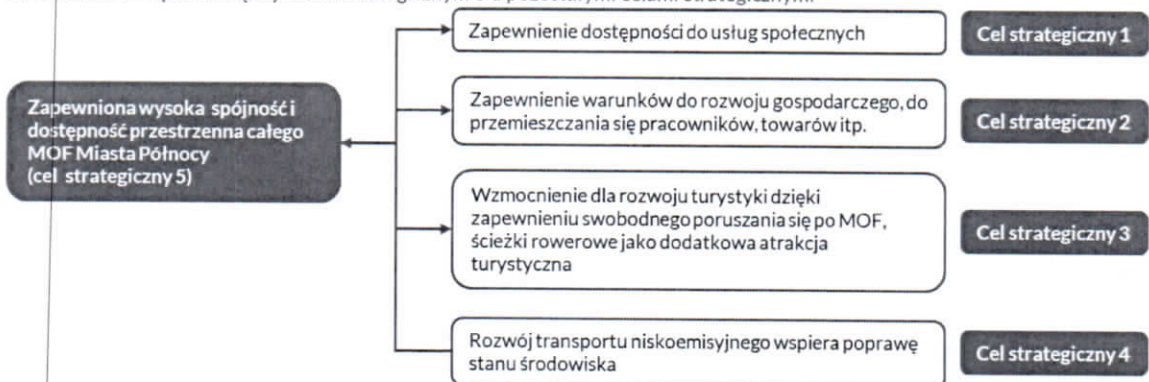 Zapewnienie dostępności do usług społecznych
Cel strategiczny 1
Zapewniona wysoka spójność i
dostępność przestrzenna całego
MOF Miasta Północy
(cel strategiczny 5)
Zapewnienie warunków do rozwoju gospodarczego, do
przemieszczania się pracowników, towarów itp.
Cel strategiczny 2
Wzmocnienie dla rozwoju turystyki dzięki
zapewnieniu swobodnego poruszania się po MOF,
ścieżki rowerowe jako dodatkowa atrakcja
turystyczna
Cel strategiczny 3
Rozwój transportu niskoemisyjnego wspiera poprawę
stanu środowiska
Cel strategiczny 4